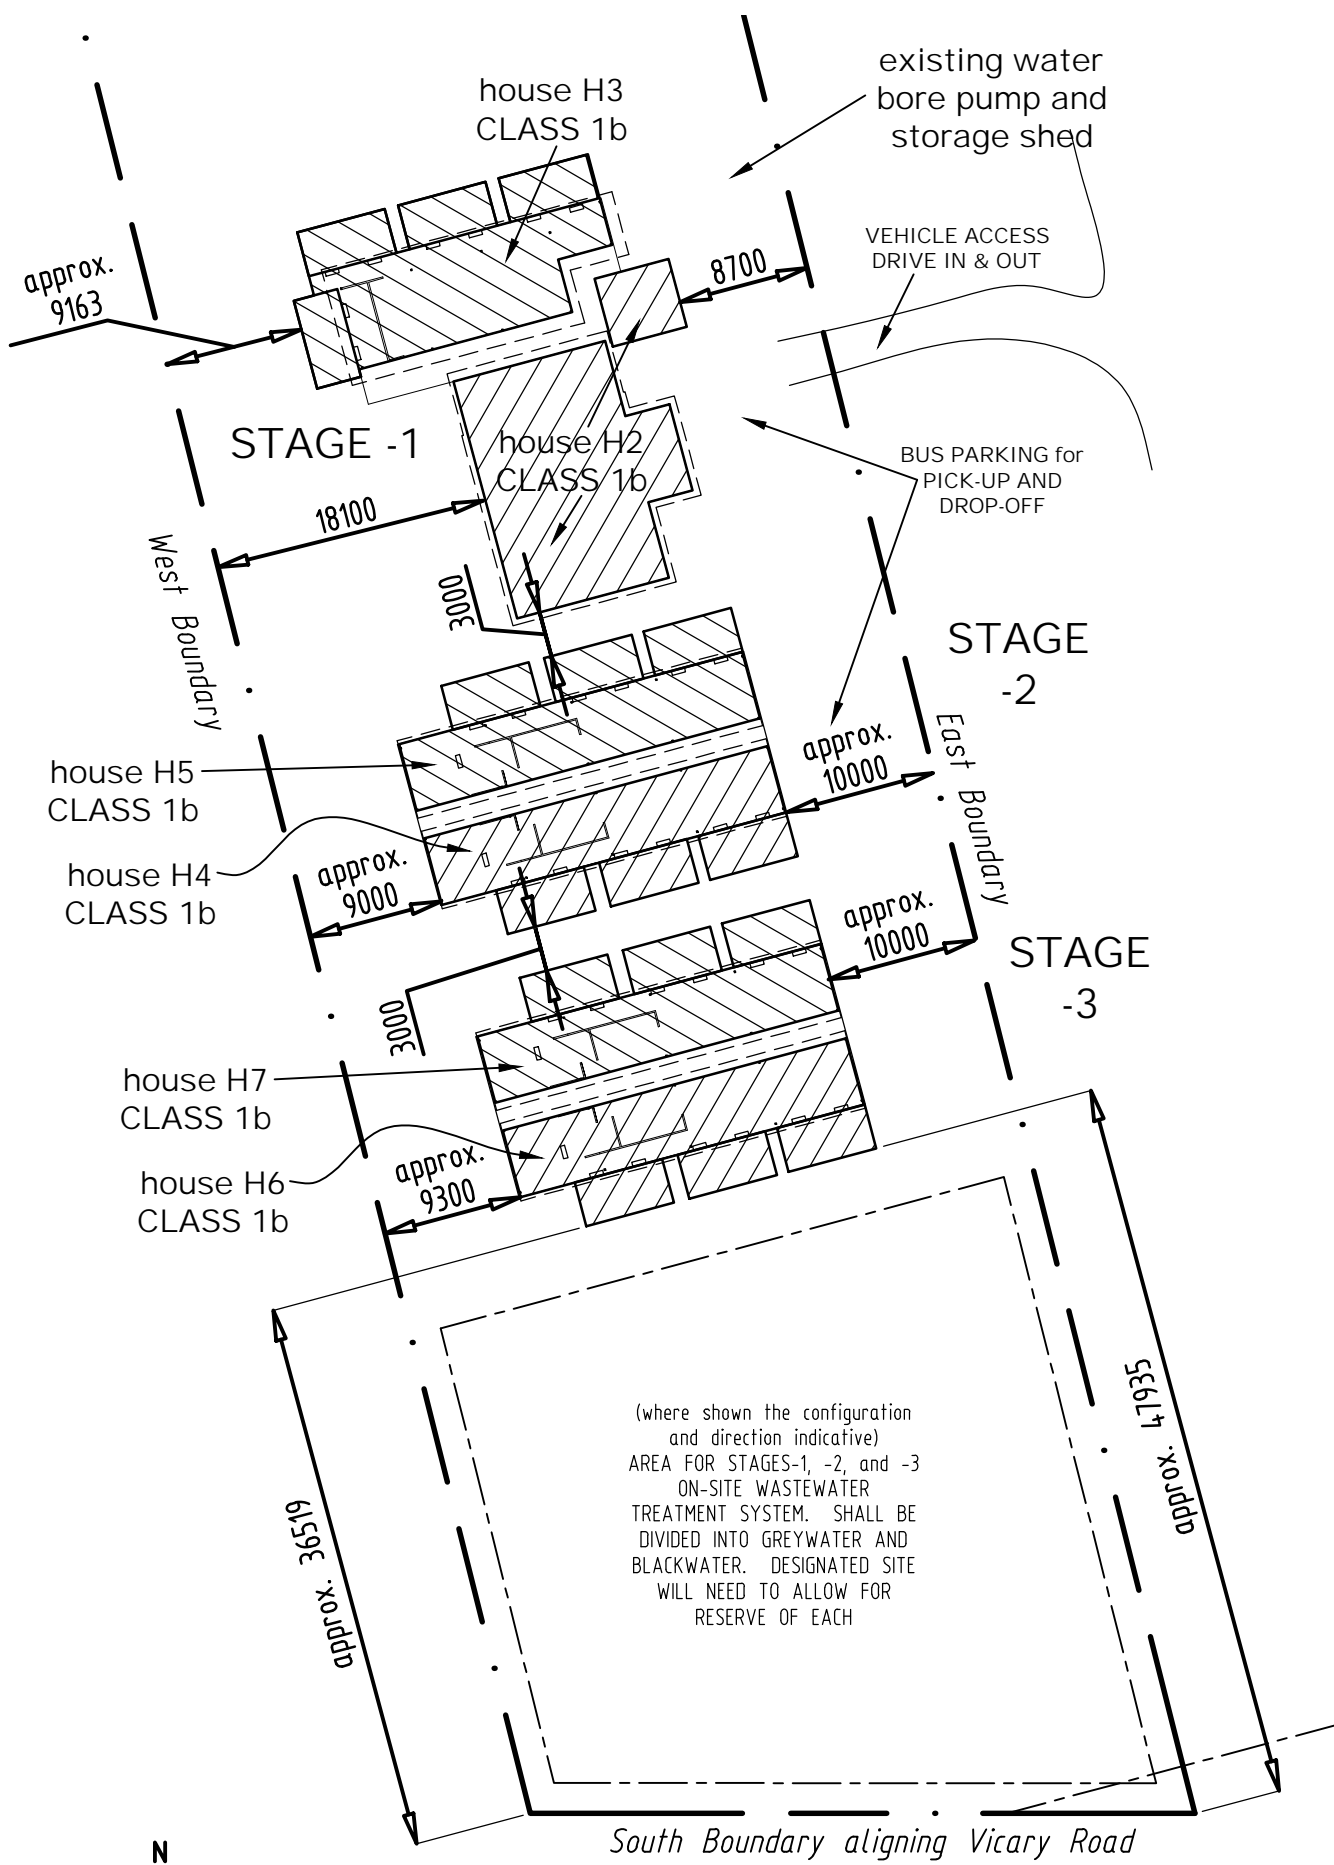 existing water
bore pump and
storage shed
house H3
CLASS 1b
VEHICLE ACCESS
DRIVE IN & OUT
approx.
9163
8700
STAGE -1
house H2
CLASS 1b
BUS PARKING for
PICK-UP AND
DROP-OFF
18100
West Boundary
3000
STAGE
-2
East Boundary
approx.
10000
house H5
CLASS 1b
house H4
CLASS 1b
approx.
9000
approx.
10000
STAGE
-3
3000
house H7
CLASS 1b
house H6
CLASS 1b
approx.
9300
47935 approx.
(where shown the configuration
and direction indicative)
AREA FOR STAGES-1, -2, and -3
ON-SITE WASTEWATER
TREATMENT SYSTEM. SHALL BE
DIVIDED INTO GREYWATER AND
BLACKWATER. DESIGNATED SITE
WILL NEED TO ALLOW FOR
RESERVE OF EACH
approx. 36519
South Boundary aligning Vicary Road
N